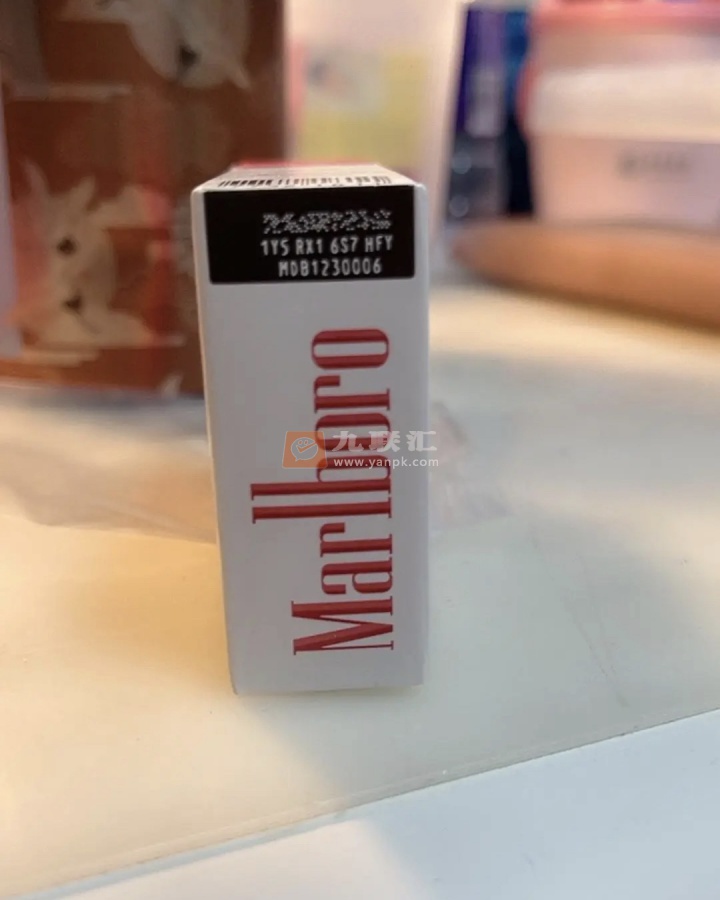 1Y5 RX1 6S7 HFY
MDB1230006
Marlboro
九联汇
www.yanpk.com